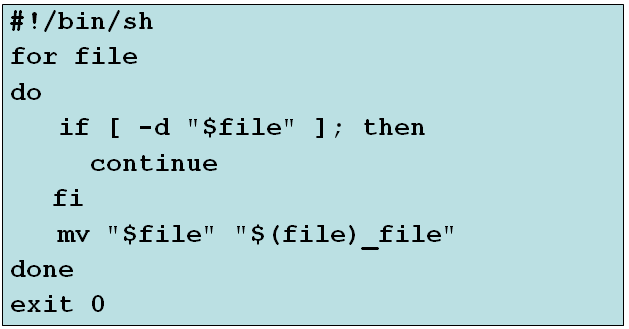 #!/bin/sh
for file
do
   if [ -d "$file" ]; then
     continue
   fi
   mv "$file" "$(file)_file"
done
exit 0